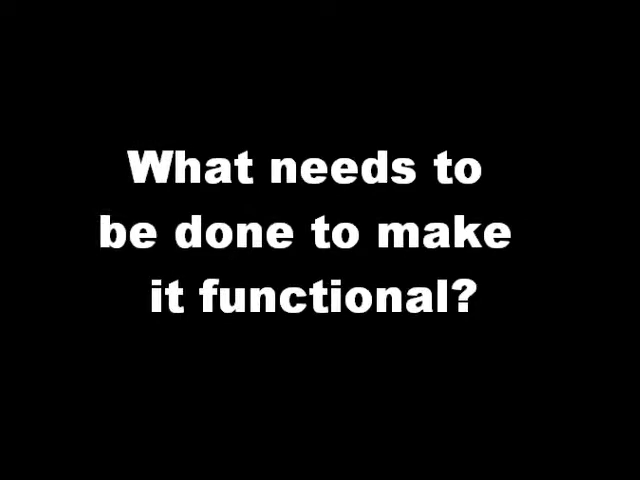 What needs to
be done to make
it functional?